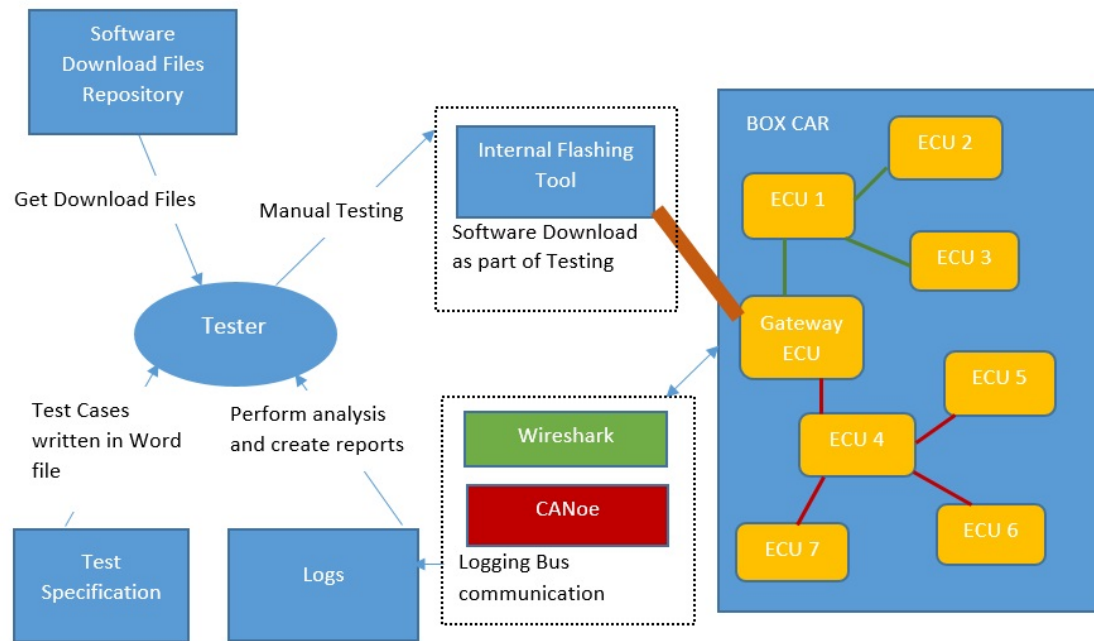 Software
Download Files
Repository
Get Download Files
Manual Testing
Internal Flashing
Tool
Software Download
as part of Testing
BOX CAR
ECU 2
ECU 1
ECU 3
Gateway
ECU
Tester
ECU 5
ECU 4
ECU 6
ECU 7
Test Cases
written in Word
file
Perform analysis
and create reports
Wireshark
CANoe
Logging Bus
communication
Test
Specification
Logs